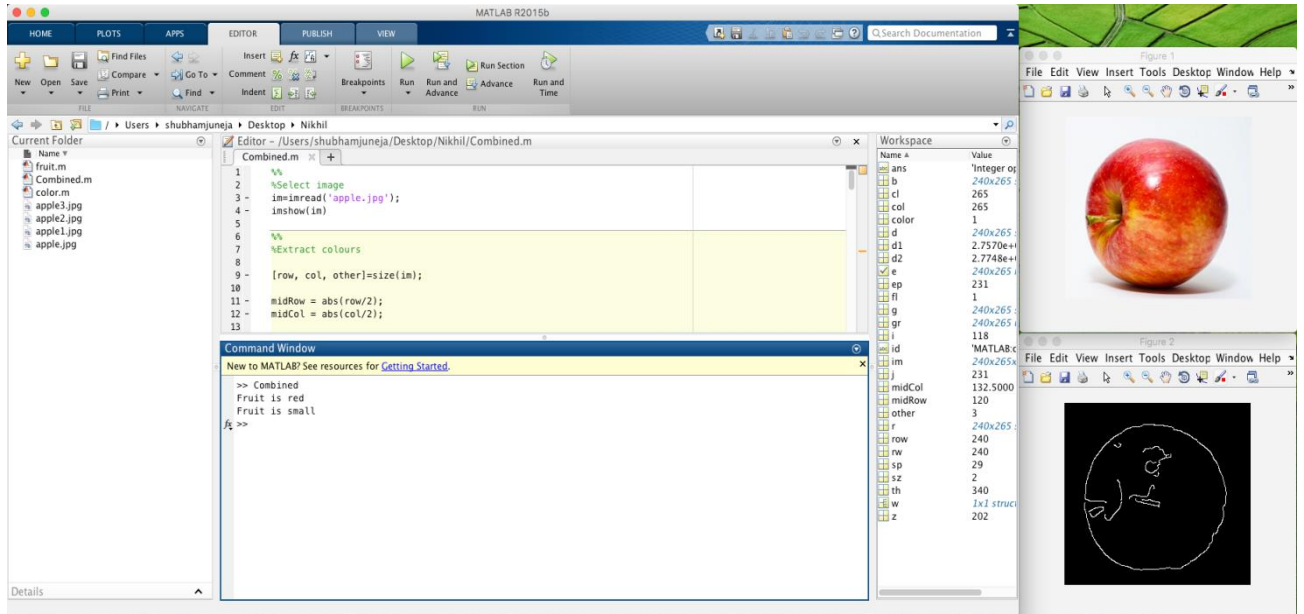 MATLAB R2015b
HOME PLOTS APPS EDITOR PUBLISH VIEW
Search Documentation
New Open Save Find Files Compare Print
Go To Find
Insert fx
Comment
Indent
Breakpoints
Run Run and Advance Run Section Advance Run and Time
FILE NAVIGATE EDIT BREAKPOINTS RUN
/ Users shubhamjuneja Desktop Nikhil
Current Folder
Name
fruit.m
Combined.m
color.m
apple3.jpg
apple2.jpg
apple1.jpg
apple.jpg
Details
Editor - /Users/shubhamjuneja/Desktop/Nikhil/Combined.m
Combined.m
1 %%
2 %Select image
3 - im=imread('apple.jpg');
4 - imshow(im)
5
6 %%
7 %Extract colours
8
9 - [row, col, other]=size(im);
10
11 - midRow = abs(row/2);
12 - midCol = abs(col/2);
13
Command Window
New to MATLAB? See resources for Getting Started.
>> Combined
Fruit is red
Fruit is small
fx >>
Workspace
Name Value
ans 'Integer op
b 240x265
cl 265
col 265
color 1
d 240x265
d1 2.7570e+
d2 2.7748e+
e 240x265
ep 231
fl 1
g 240x265
gr 240x265
i 118
id 'MATLAB:c
im 240x265x
j 231
midCol 132.5000
midRow 120
other 3
r 240x265
row 240
rw 240
sp 29
sz 2
th 340
w 1x1 struct
z 202
Figure 1
File Edit View Insert Tools Desktop Window Help
Figure 2
File Edit View Insert Tools Desktop Window Help